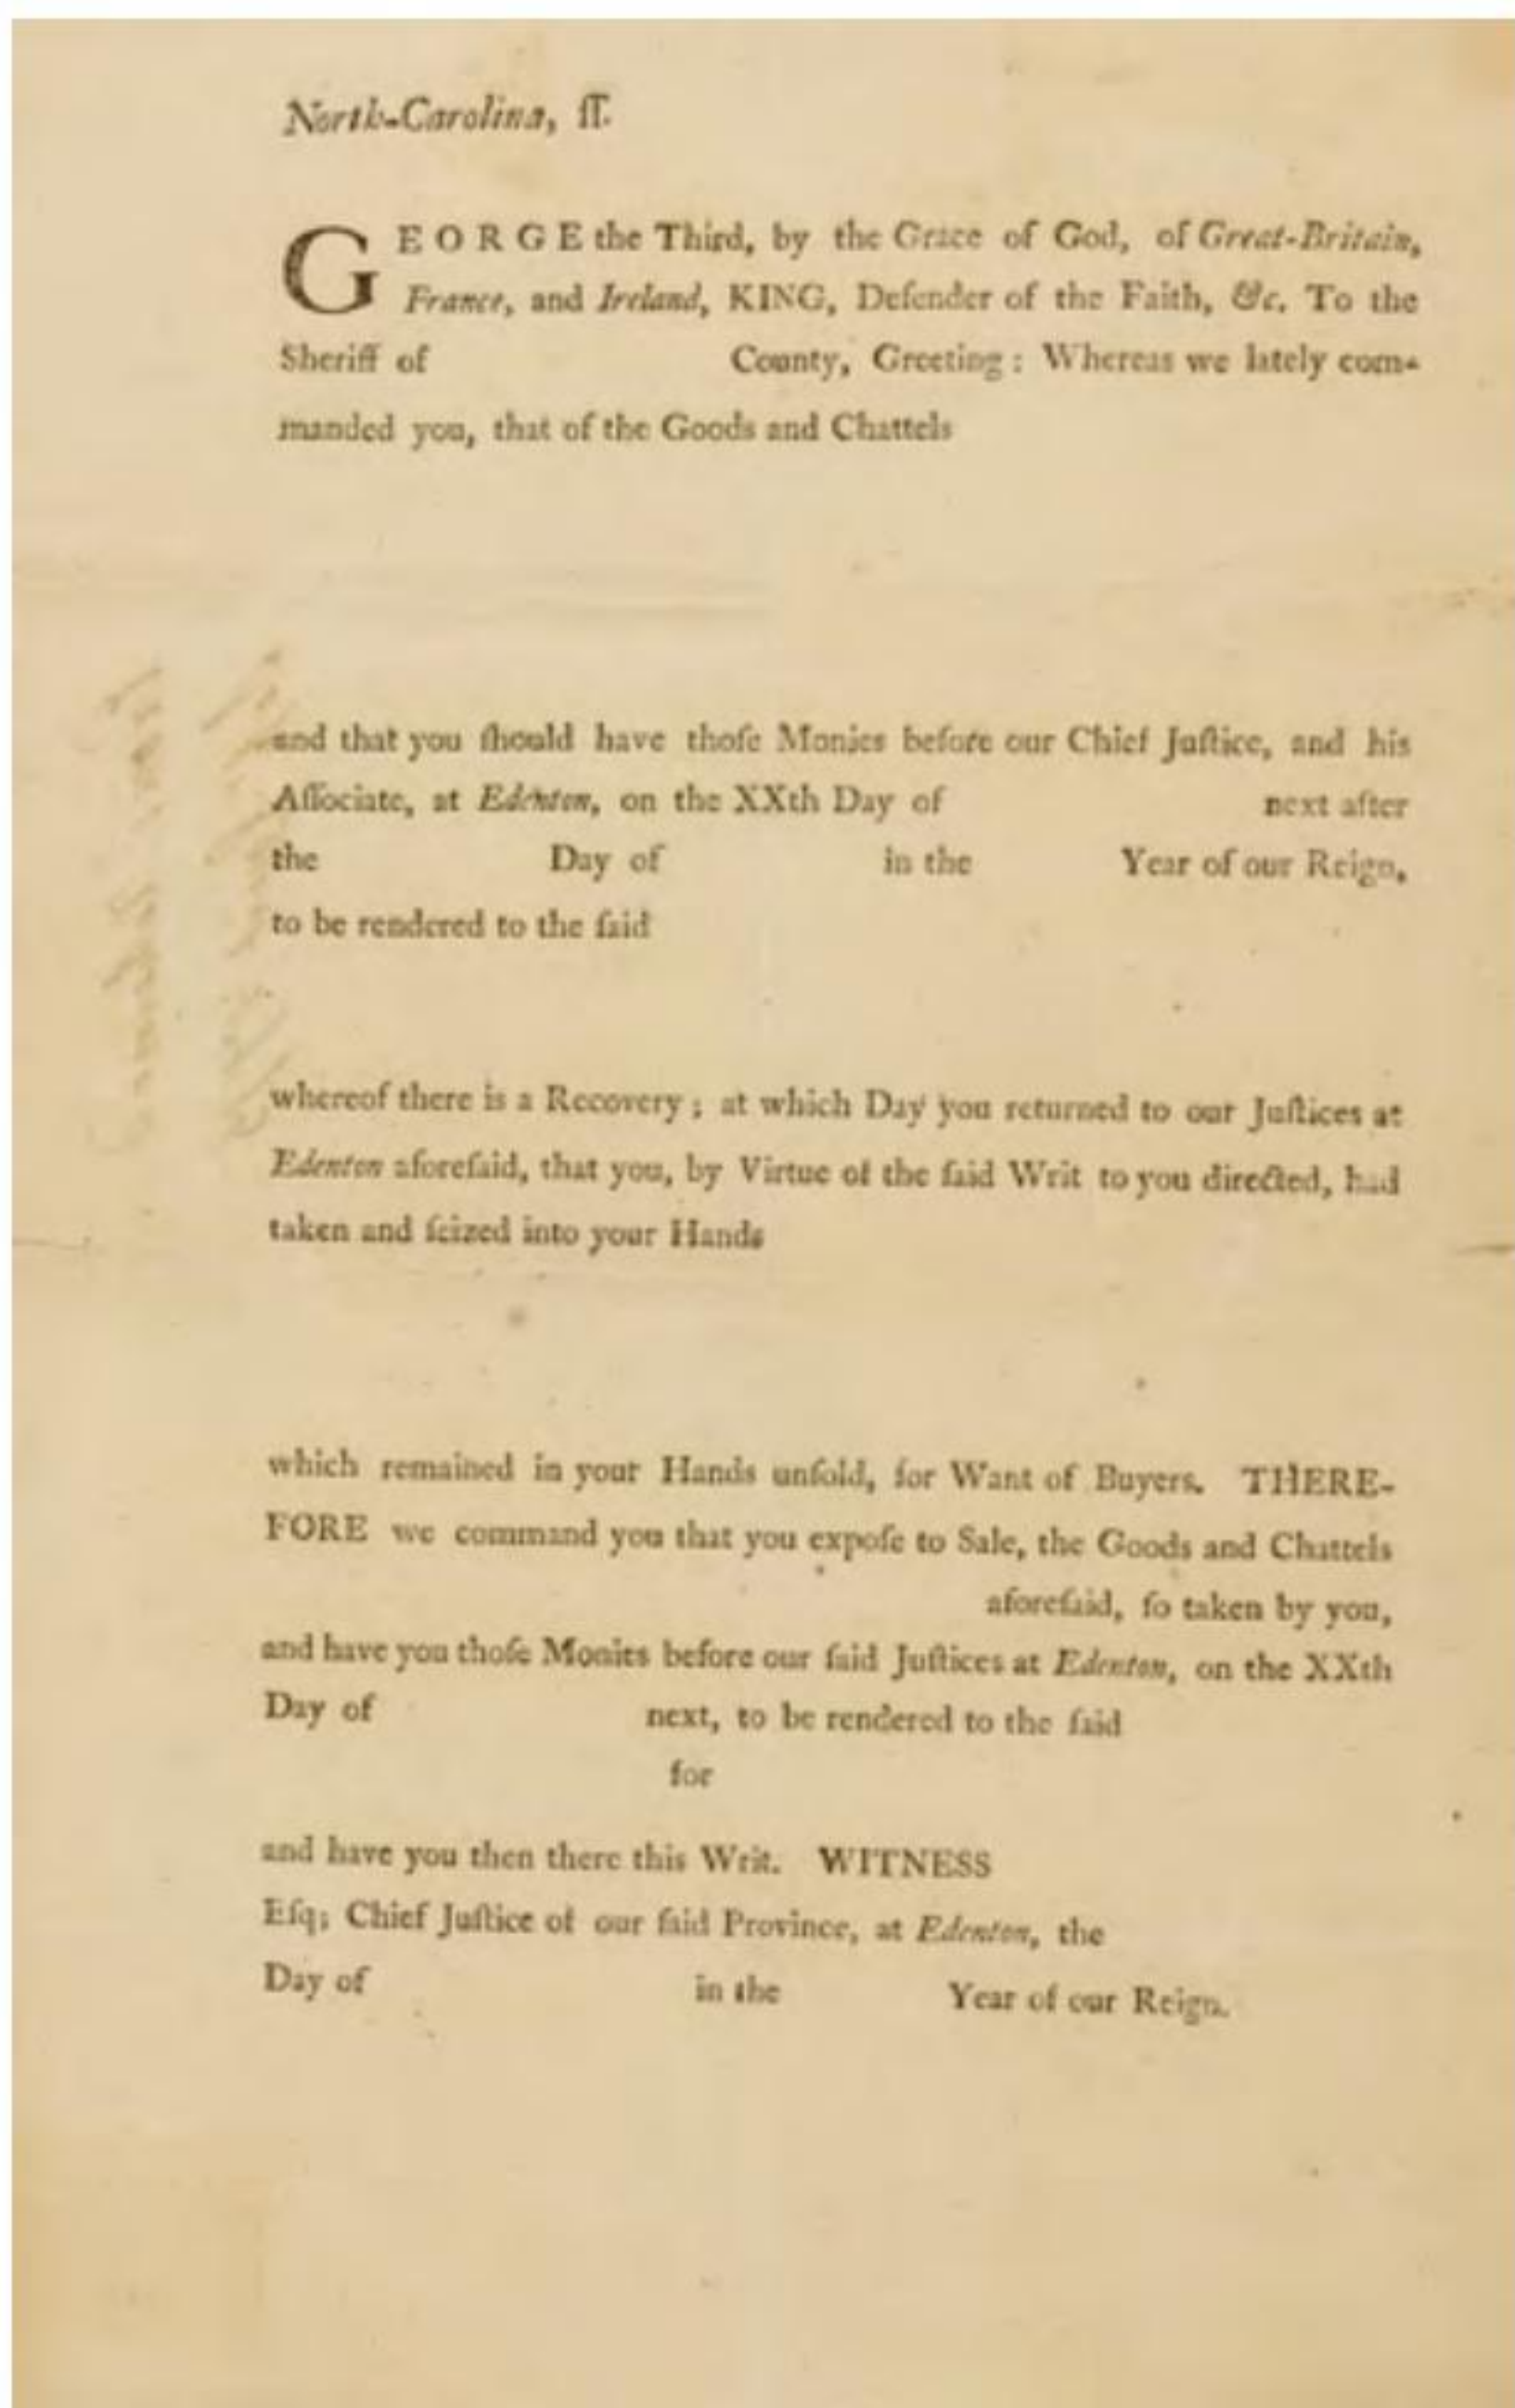 North-Carolina, ſſ.
GEORGE the Third, by the Grace of God, of Great-Britain,
France, and Ireland, KING, Defender of the Faith, &c. To the
Sheriff of County, Greeting: Whereas we lately com-
manded you, that of the Goods and Chattels
and that you ſhould have thoſe Monies before our Chief Juſtice, and his
Aſſociate, at Edenton, on the XXth Day of next after
the Day of in the Year of our Reign,
to be rendered to the ſaid
whereof there is a Recovery; at which Day you returned to our Juſtices at
Edenton aforeſaid, that you, by Virtue of the ſaid Writ to you directed, had
taken and ſeized into your Hands
which remained in your Hands unſold, for Want of Buyers. THERE-
FORE we command you that you expoſe to Sale, the Goods and Chattels
aforeſaid, ſo taken by you,
and have you thoſe Monies before our ſaid Juſtices at Edenton, on the XXth
Day of next, to be rendered to the ſaid
for
and have you then there this Writ. WITNESS
Eſq; Chief Juſtice of our ſaid Province, at Edenton, the
Day of in the Year of our Reign.